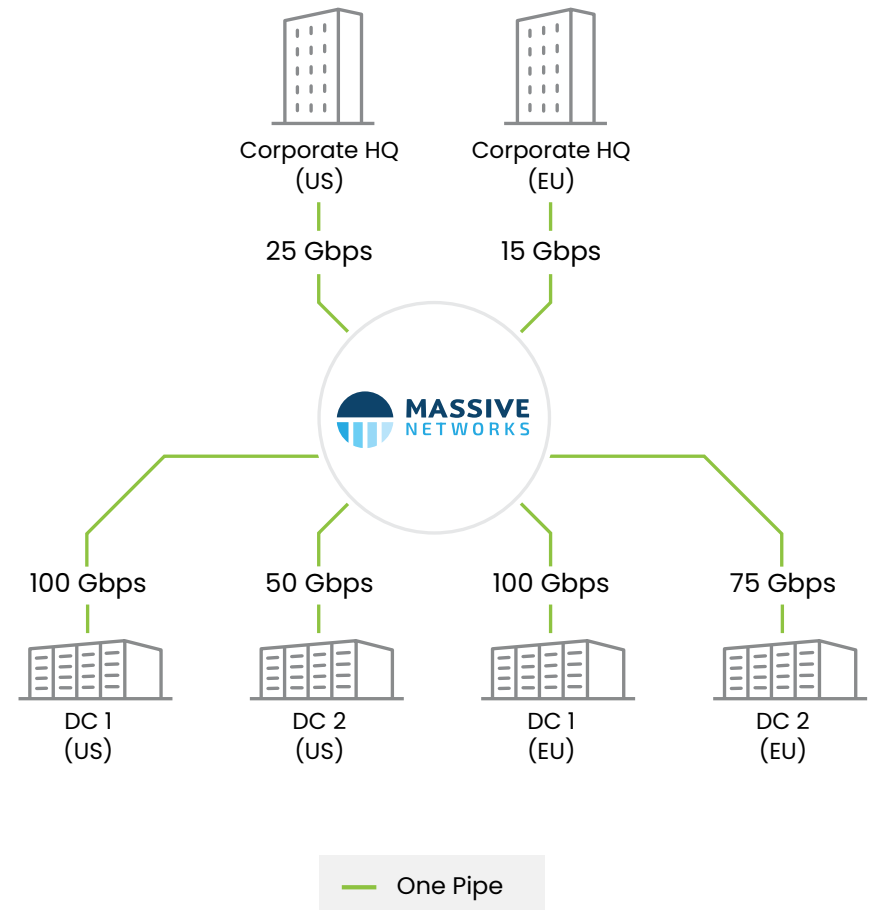 Corporate HQ
(US)
Corporate HQ
(EU)
25 Gbps
15 Gbps
MASSIVE
NETWORKS
100 Gbps
50 Gbps
100 Gbps
75 Gbps
DC 1
(US)
DC 2
(US)
DC 1
(EU)
DC 2
(EU)
One Pipe